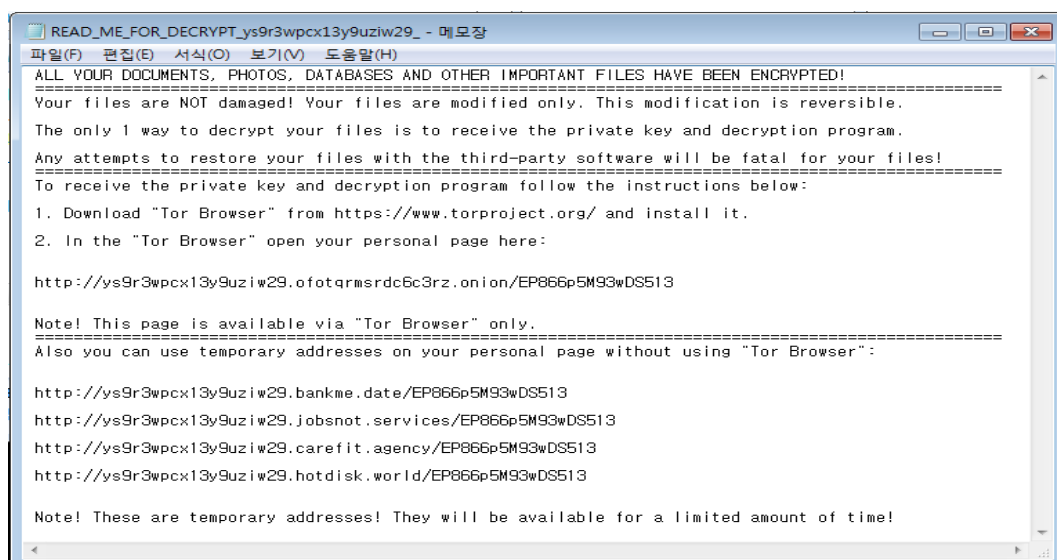 READ_ME_FOR_DECRYPT_ys9r3wpcx13y9uziw29_ - 메모장
파일(F) 편집(E) 서식(O) 보기(V) 도움말(H)
ALL YOUR DOCUMENTS, PHOTOS, DATABASES AND OTHER IMPORTANT FILES HAVE BEEN ENCRYPTED!
Your files are NOT damaged! Your files are modified only. This modification is reversible.
The only 1 way to decrypt your files is to receive the private key and decryption program.
Any attempts to restore your files with the third-party software will be fatal for your files!
To receive the private key and decryption program follow the instructions below:
1. Download "Tor Browser" from https://www.torproject.org/ and install it.
2. In the "Tor Browser" open your personal page here:
http://ys9r3wpcx13y9uziw29.ofotqrmsrdc6c3rz.onion/EP866p5M93wDS513
Note! This page is available via "Tor Browser" only.
Also you can use temporary addresses on your personal page without using "Tor Browser":
http://ys9r3wpcx13y9uziw29.bankme.date/EP866p5M93wDS513
http://ys9r3wpcx13y9uziw29.jobsnot.services/EP866p5M93wDS513
http://ys9r3wpcx13y9uziw29.carefit.agency/EP866p5M93wDS513
http://ys9r3wpcx13y9uziw29.hotdisk.world/EP866p5M93wDS513
Note! These are temporary addresses! They will be available for a limited amount of time!